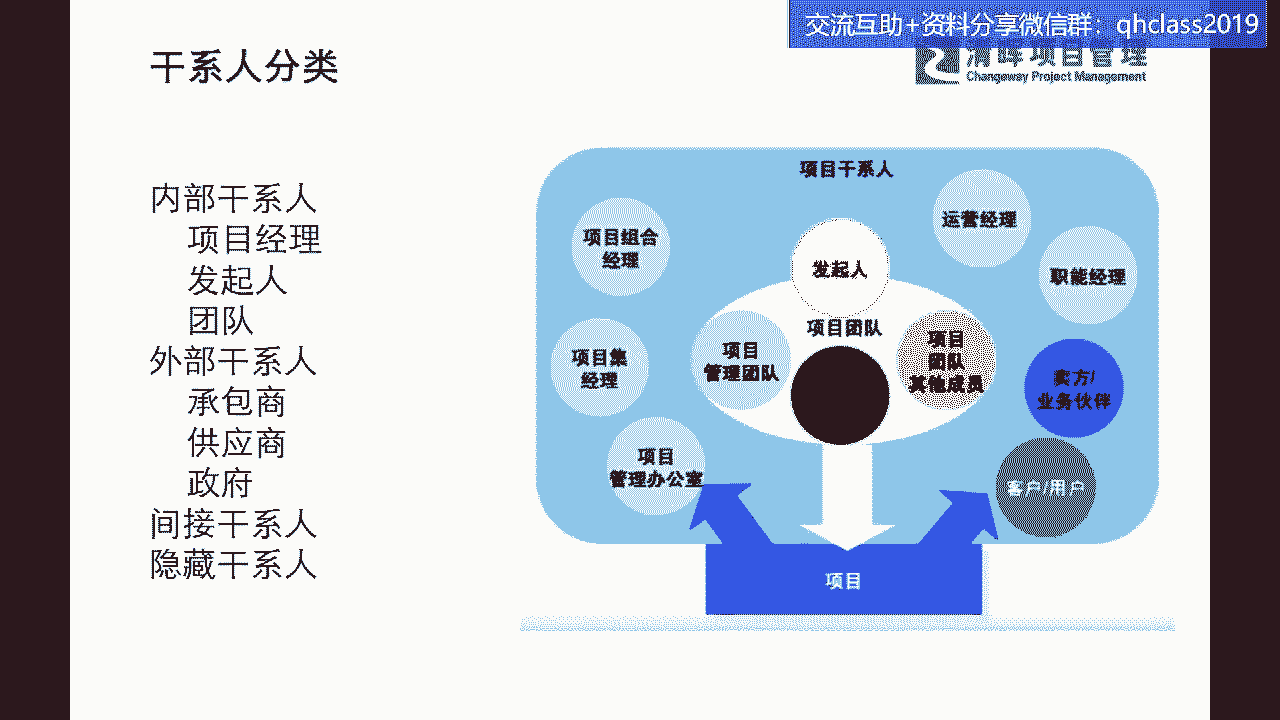 交流互助+资料分享微信群：qhclass2019
干系人分类
清晖项目管理
Changeway Project Management
内部干系人
项目经理
发起人
团队
外部干系人
承包商
供应商
政府
间接干系人
隐藏干系人
项目干系人
项目组合
经理
发起人
运营经理
职能经理
项目集
经理
项目团队
项目
管理团队
项目
团队
其他成员
卖方/
业务伙伴
项目
管理办公室
客户/用户
项目